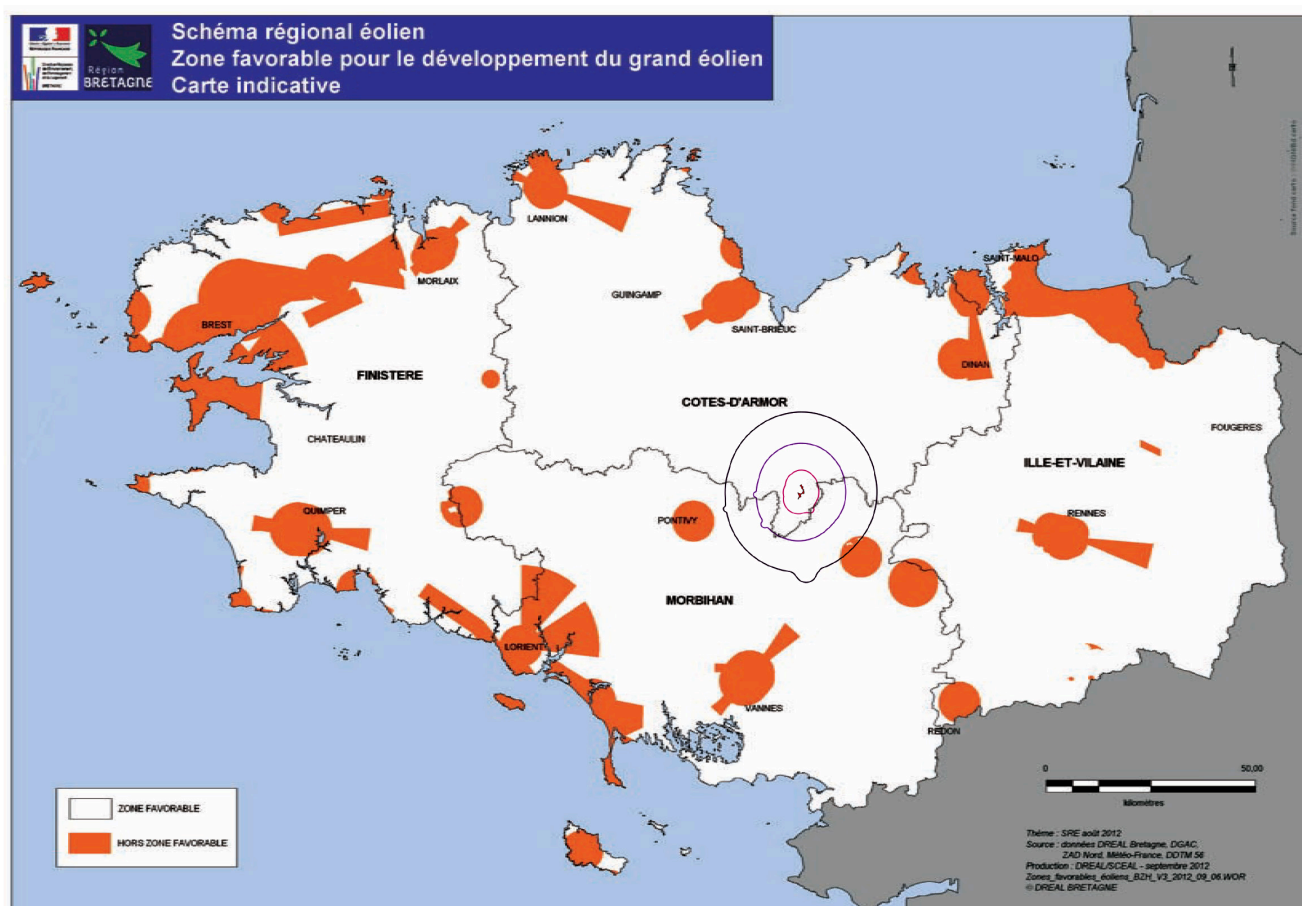 Schéma régional éolien
Zone favorable pour le développement du grand éolien
Carte indicative
RÉPUBLIQUE FRANÇAISE
BRETAGNE
Région
BRETAGNE
LANNION
SAINT-MALO
MORLAIX
GUINGAMP
BREST
SAINT-BRIEUC
FINISTERE
DINAN
COTES-D'ARMOR
FOUGERES
CHATEAULIN
ILLE-ET-VILAINE
QUIMPER
PONTIVY
RENNES
MORBIHAN
LORIENT
VANNES
REDON
0 50,00
kilomètres
ZONE FAVORABLE
HORS ZONE FAVORABLE
Thème : SRE août 2012
Source : données DREAL Bretagne, DGAC,
ZAD Nord, Météo-France, DDTM 56
Production : DREAL/SCEAL - septembre 2012
Zones_favorables_éoliens_BZH_V3_2012_09_06.WOR
© DREAL BRETAGNE